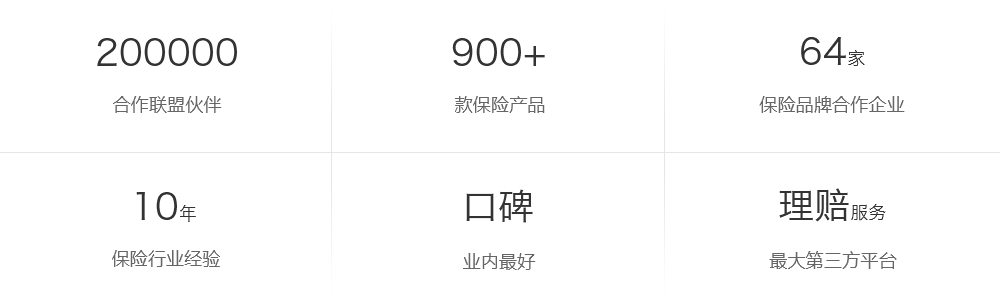 200000
900+
64家
合作联盟伙伴
款保险产品
保险品牌合作企业
10年
口碑
理赔服务
保险行业经验
业内最好
最大第三方平台